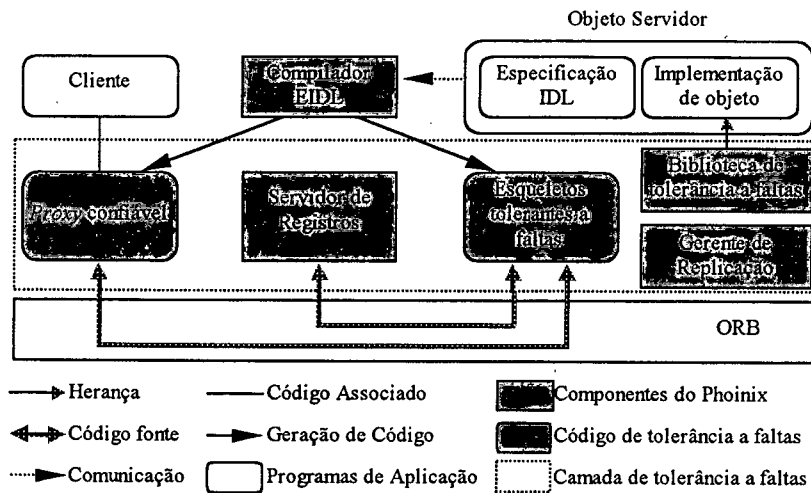 Objeto Servidor
Cliente
Compilador
EIDL
Especificação
IDL
Implementação
de objeto
Proxy confiável
Servidor de
Registros
Esqueletos
tolerantes a
faltas
Biblioteca de
tolerância a faltas
Gerente de
Replicação
ORB
Herança
Código Associado
Componentes do Phoinix
Código fonte
Geração de Código
Código de tolerância a faltas
Comunicação
Programas de Aplicação
Camada de tolerância a faltas